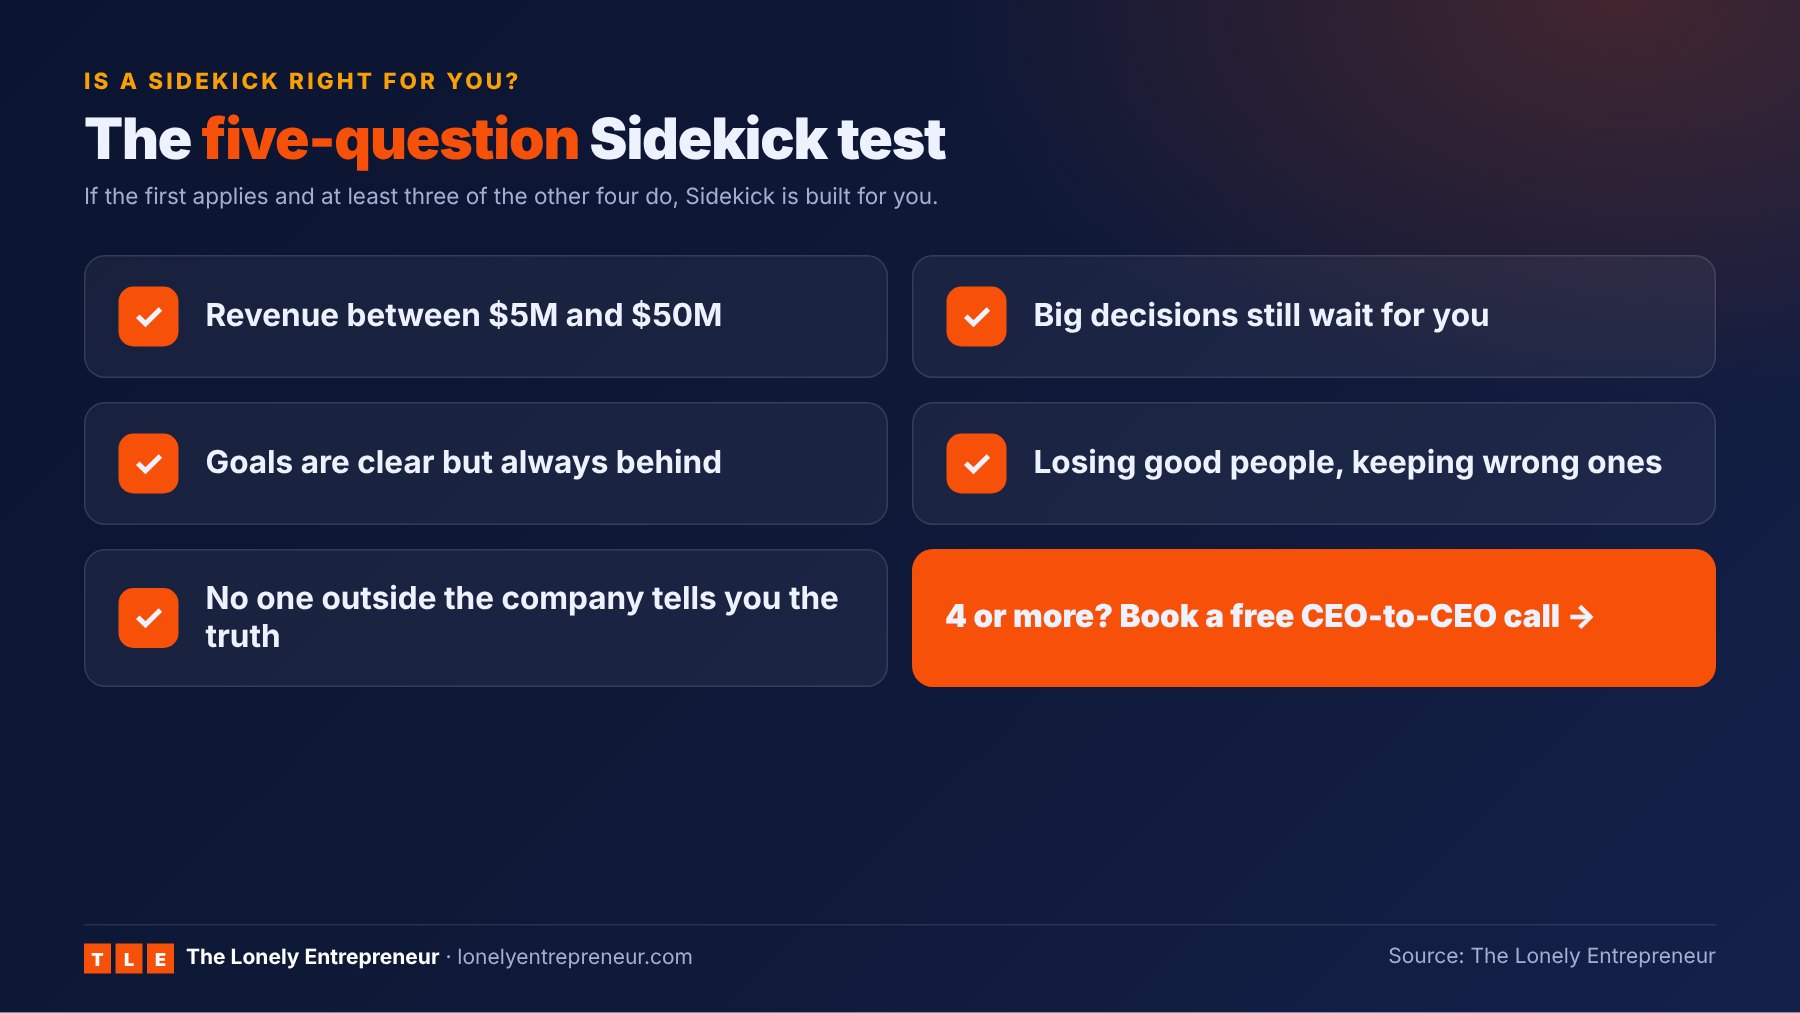 IS A SIDEKICK RIGHT FOR YOU?
The five-question Sidekick test
If the first applies and at least three of the other four do, Sidekick is built for you.
Revenue between $5M and $50M
Big decisions still wait for you
Goals are clear but always behind
Losing good people, keeping wrong ones
No one outside the company tells you the
truth
4 or more? Book a free CEO-to-CEO call →
T L E The Lonely Entrepreneur · lonelyentrepreneur.com
Source: The Lonely Entrepreneur